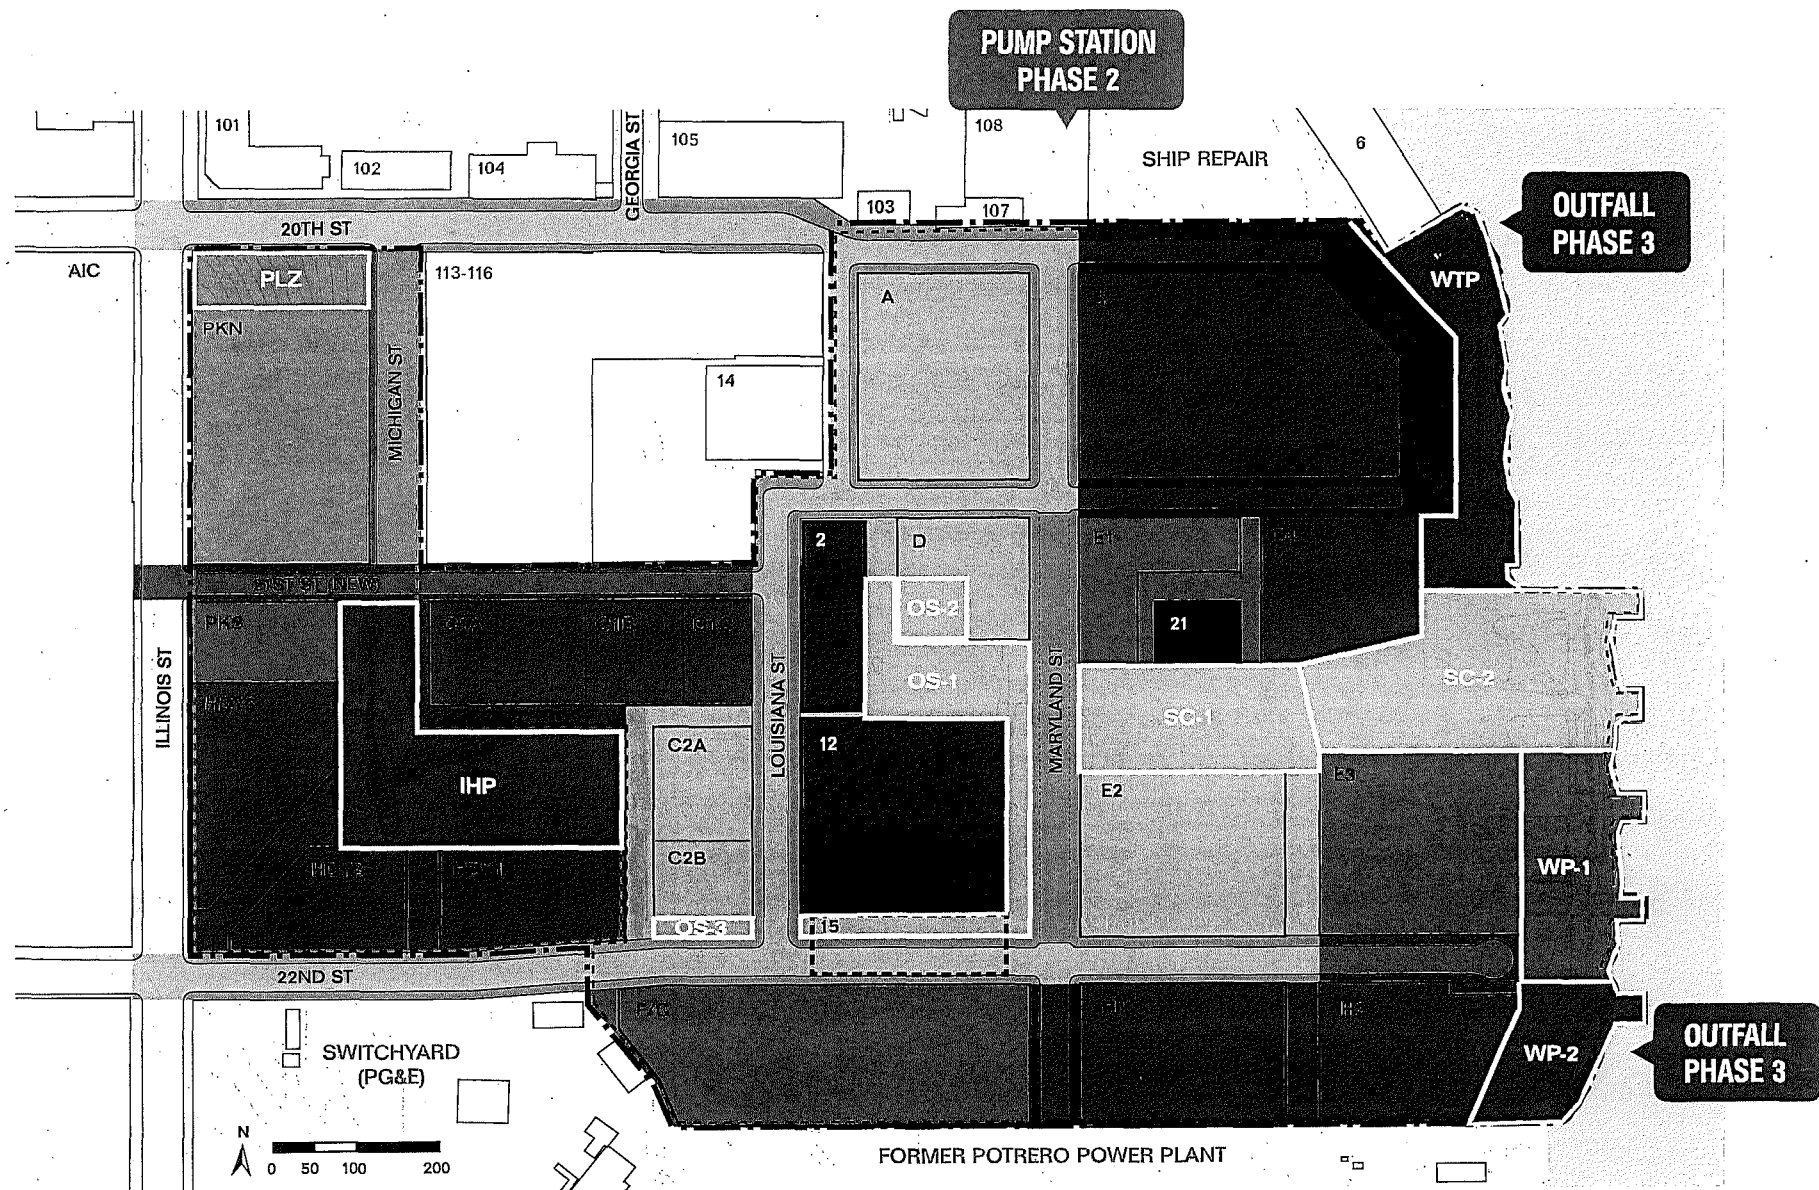 PUMP STATION
PHASE 2
101
102
104
GEORGIA ST
105
108
SHIP REPAIR
6
103
107
OUTFALL
PHASE 3
20TH ST
AIC
PLZ
113-116
A
WTP
PKN
MICHIGAN ST
14
2
D
E1
21ST ST (NEW)
OS-2
21
PKS
ILLINOIS ST
LOUISIANA ST
OS-1
MARYLAND ST
SC-1
SC-2
C2A
12
IHP
E2
E3
C2B
WP-1
OS-3
15
22ND ST
SWITCHYARD
(PG&E)
WP-2
OUTFALL
PHASE 3
N
0 50 100 200
FORMER POTRERO POWER PLANT